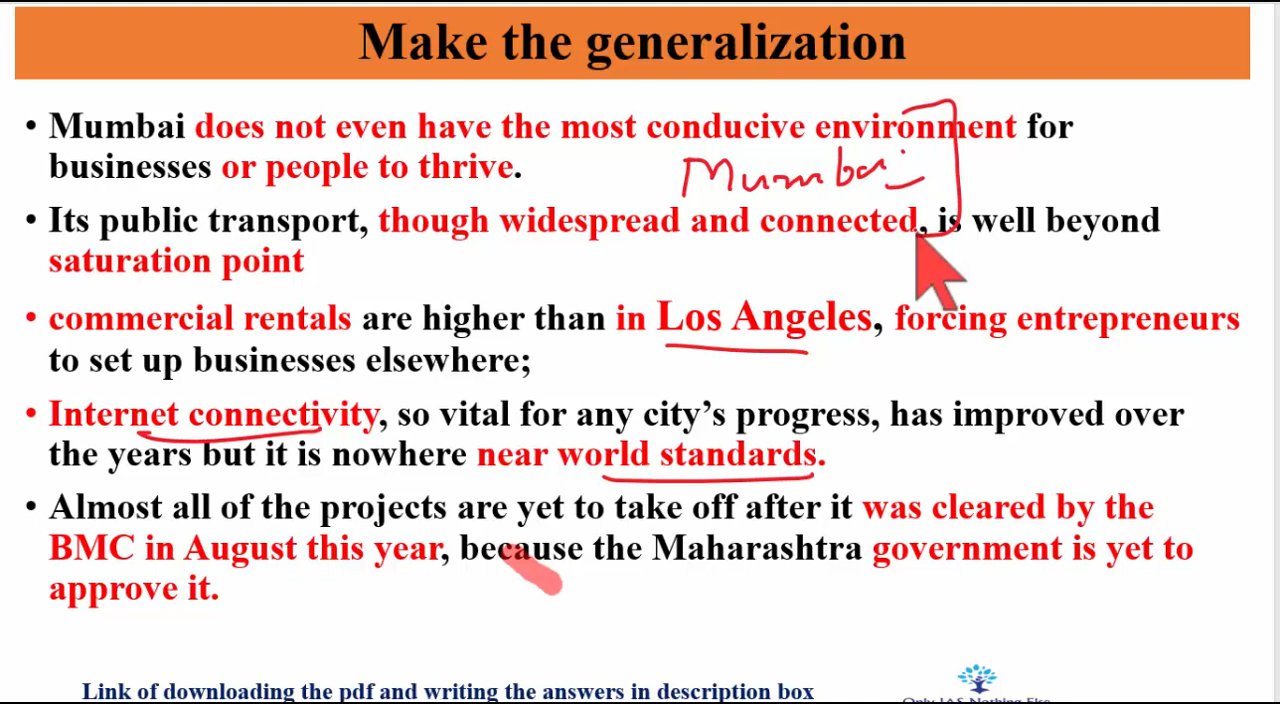 Make the generalization
• Mumbai does not even have the most conducive environment for
businesses or people to thrive.
Mumbai
• Its public transport, though widespread and connected, is well beyond
saturation point
• commercial rentals are higher than in Los Angeles, forcing entrepreneurs
to set up businesses elsewhere;
• Internet connectivity, so vital for any city's progress, has improved over
the years but it is nowhere near world standards.
• Almost all of the projects are yet to take off after it was cleared by the
BMC in August this year, because the Maharashtra government is yet to
approve it.
Link of downloading the pdf and writing the answers in description box
Only IAS Nothing Else